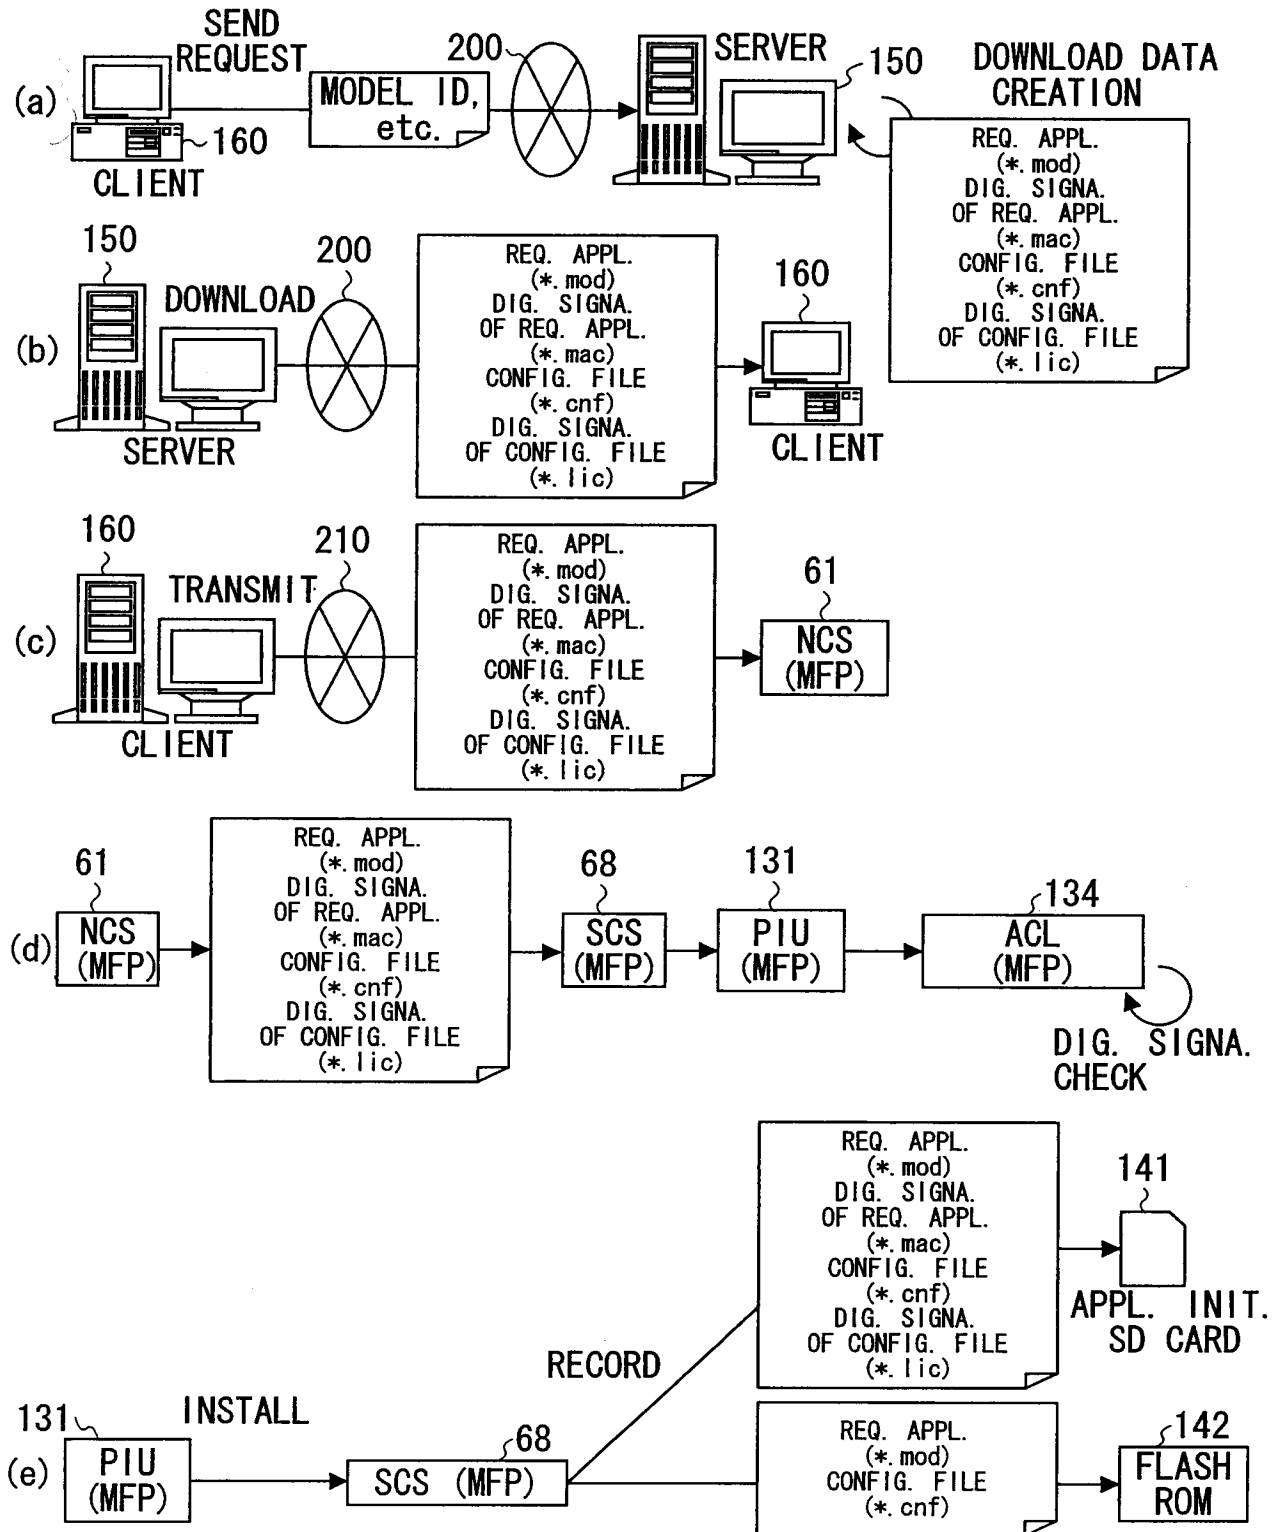 (a)
SEND
REQUEST
160
CLIENT
MODEL ID,
etc.
200
SERVER
150
DOWNLOAD DATA
CREATION
REQ. APPL.
(*.mod)
DIG. SIGNA.
OF REQ. APPL.
(*.mac)
CONFIG. FILE
(*.cnf)
DIG. SIGNA.
OF CONFIG. FILE
(*.lic)
(b)
150
SERVER
DOWNLOAD
200
REQ. APPL.
(*.mod)
DIG. SIGNA.
OF REQ. APPL.
(*.mac)
CONFIG. FILE
(*.cnf)
DIG. SIGNA.
OF CONFIG. FILE
(*.lic)
160
CLIENT
(c)
160
CLIENT
TRANSMIT
210
REQ. APPL.
(*.mod)
DIG. SIGNA.
OF REQ. APPL.
(*.mac)
CONFIG. FILE
(*.cnf)
DIG. SIGNA.
OF CONFIG. FILE
(*.lic)
61
NCS
(MFP)
(d)
61
NCS
(MFP)
REQ. APPL.
(*.mod)
DIG. SIGNA.
OF REQ. APPL.
(*.mac)
CONFIG. FILE
(*.cnf)
DIG. SIGNA.
OF CONFIG. FILE
(*.lic)
68
SCS
(MFP)
131
PIU
(MFP)
134
ACL
(MFP)
DIG. SIGNA.
CHECK
(e)
131
PIU
(MFP)
INSTALL
68
SCS (MFP)
RECORD
REQ. APPL.
(*.mod)
DIG. SIGNA.
OF REQ. APPL.
(*.mac)
CONFIG. FILE
(*.cnf)
DIG. SIGNA.
OF CONFIG. FILE
(*.lic)
141
APPL. INIT.
SD CARD
REQ. APPL.
(*.mod)
CONFIG. FILE
(*.cnf)
142
FLASH
ROM